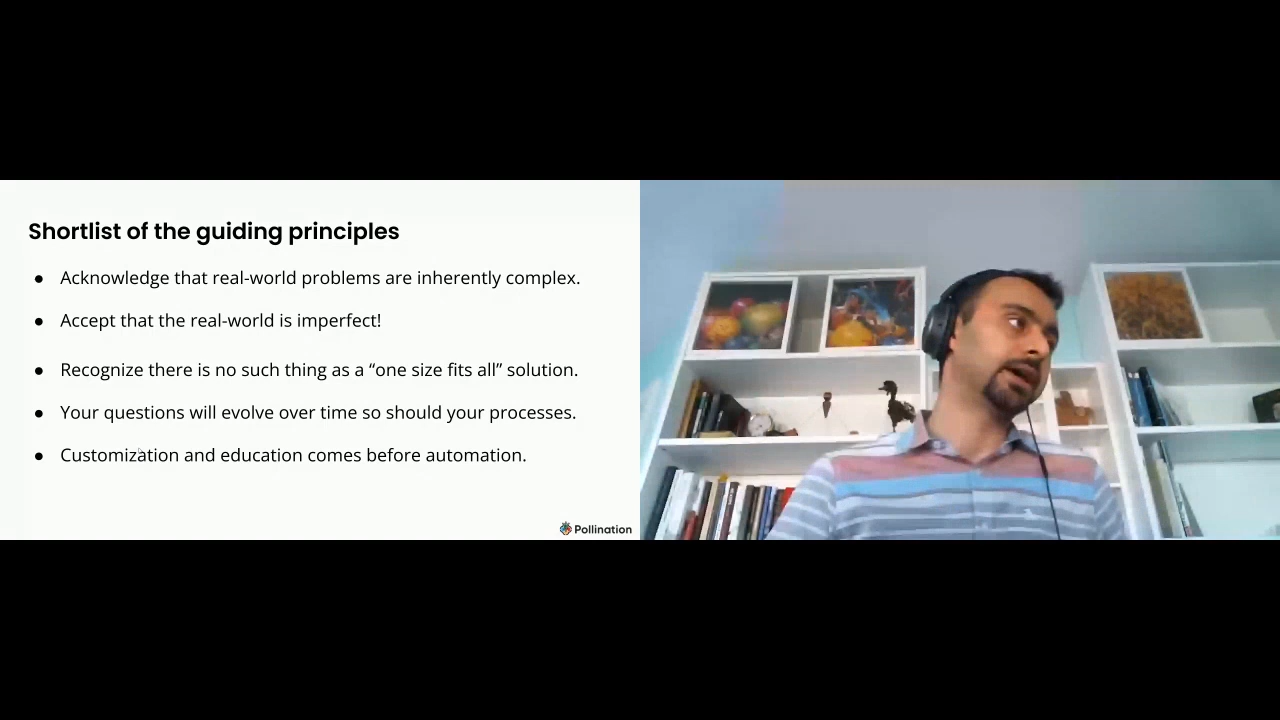 Shortlist of the guiding principles
● Acknowledge that real-world problems are inherently complex.
● Accept that the real-world is imperfect!
● Recognize there is no such thing as a “one size fits all” solution.
● Your questions will evolve over time so should your processes.
● Customization and education comes before automation.
Pollination